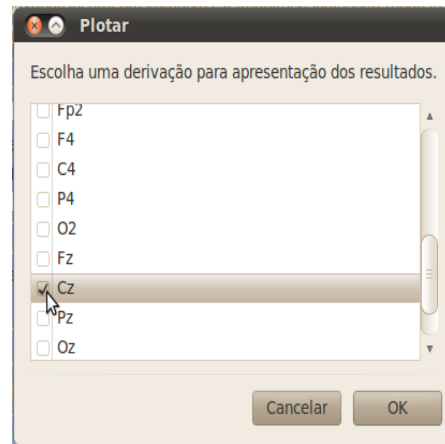 Plotar
Escolha uma derivação para apresentação dos resultados.
Fp2
F4
C4
P4
O2
Fz
Cz
Pz
Oz
Cancelar
OK